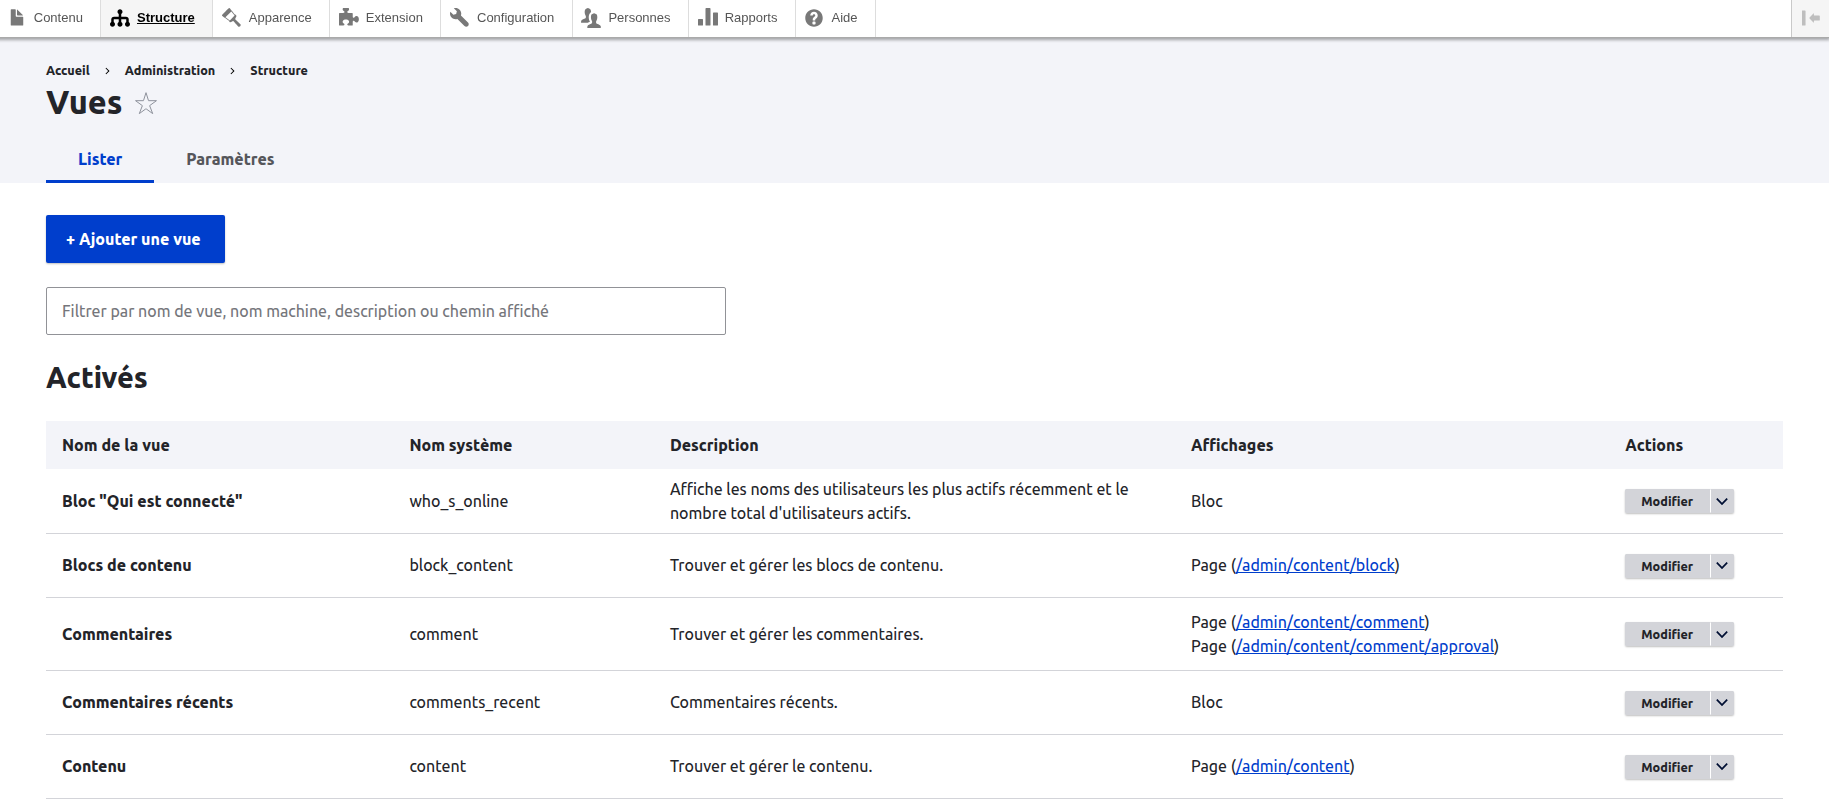 Contenu Structure Apparence Extension Configuration Personnes Rapports Aide
Accueil › Administration › Structure
Vues
Lister Paramètres
+ Ajouter une vue
Filtrer par nom de vue, nom machine, description ou chemin affiché
Activés
Nom de la vue Nom système Description Affichages Actions
Bloc "Qui est connecté" who_s_online Affiche les noms des utilisateurs les plus actifs récemment et le nombre total d'utilisateurs actifs. Bloc Modifier
Blocs de contenu block_content Trouver et gérer les blocs de contenu. Page (/admin/content/block) Modifier
Commentaires comment Trouver et gérer les commentaires. Page (/admin/content/comment) Page (/admin/content/comment/approval) Modifier
Commentaires récents comments_recent Commentaires récents. Bloc Modifier
Contenu content Trouver et gérer le contenu. Page (/admin/content) Modifier